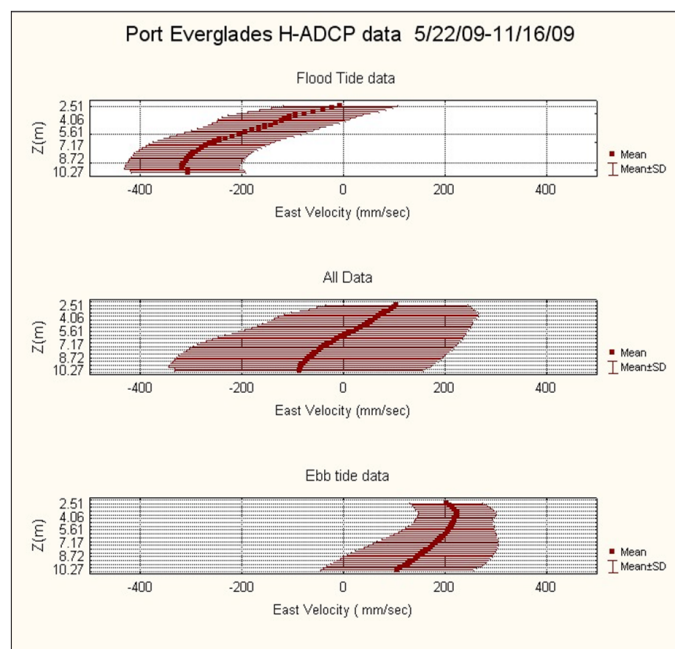 Port Everglades H-ADCP data 5/22/09-11/16/09
Flood Tide data
Z(m)
2.51
4.06
5.61
7.17
8.72
10.27
-400 -200 0 200 400
East Velocity (mm/sec)
Mean
Mean±SD
All Data
Z(m)
2.51
4.06
5.61
7.17
8.72
10.27
-400 -200 0 200 400
East Velocity (mm/sec)
Mean
Mean±SD
Ebb tide data
Z(m)
2.51
4.06
5.61
7.17
8.72
10.27
-400 -200 0 200 400
East Velocity ( mm/sec)
Mean
Mean±SD